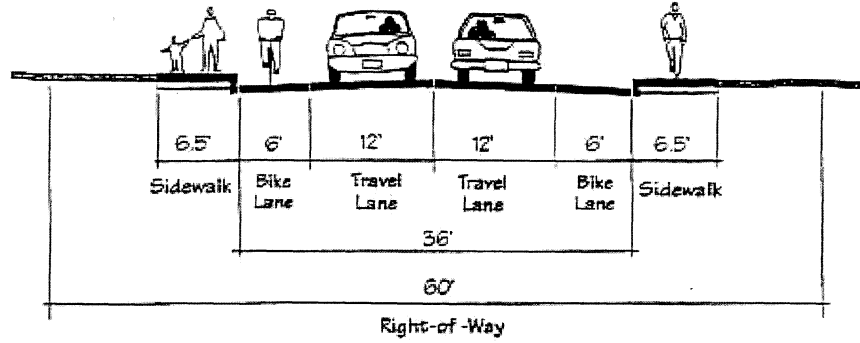 6.5' 6' 12' 12' 6' 6.5'
Sidewalk Bike Lane Travel Lane Travel Lane Bike Lane Sidewalk
36'
60'
Right-of-Way